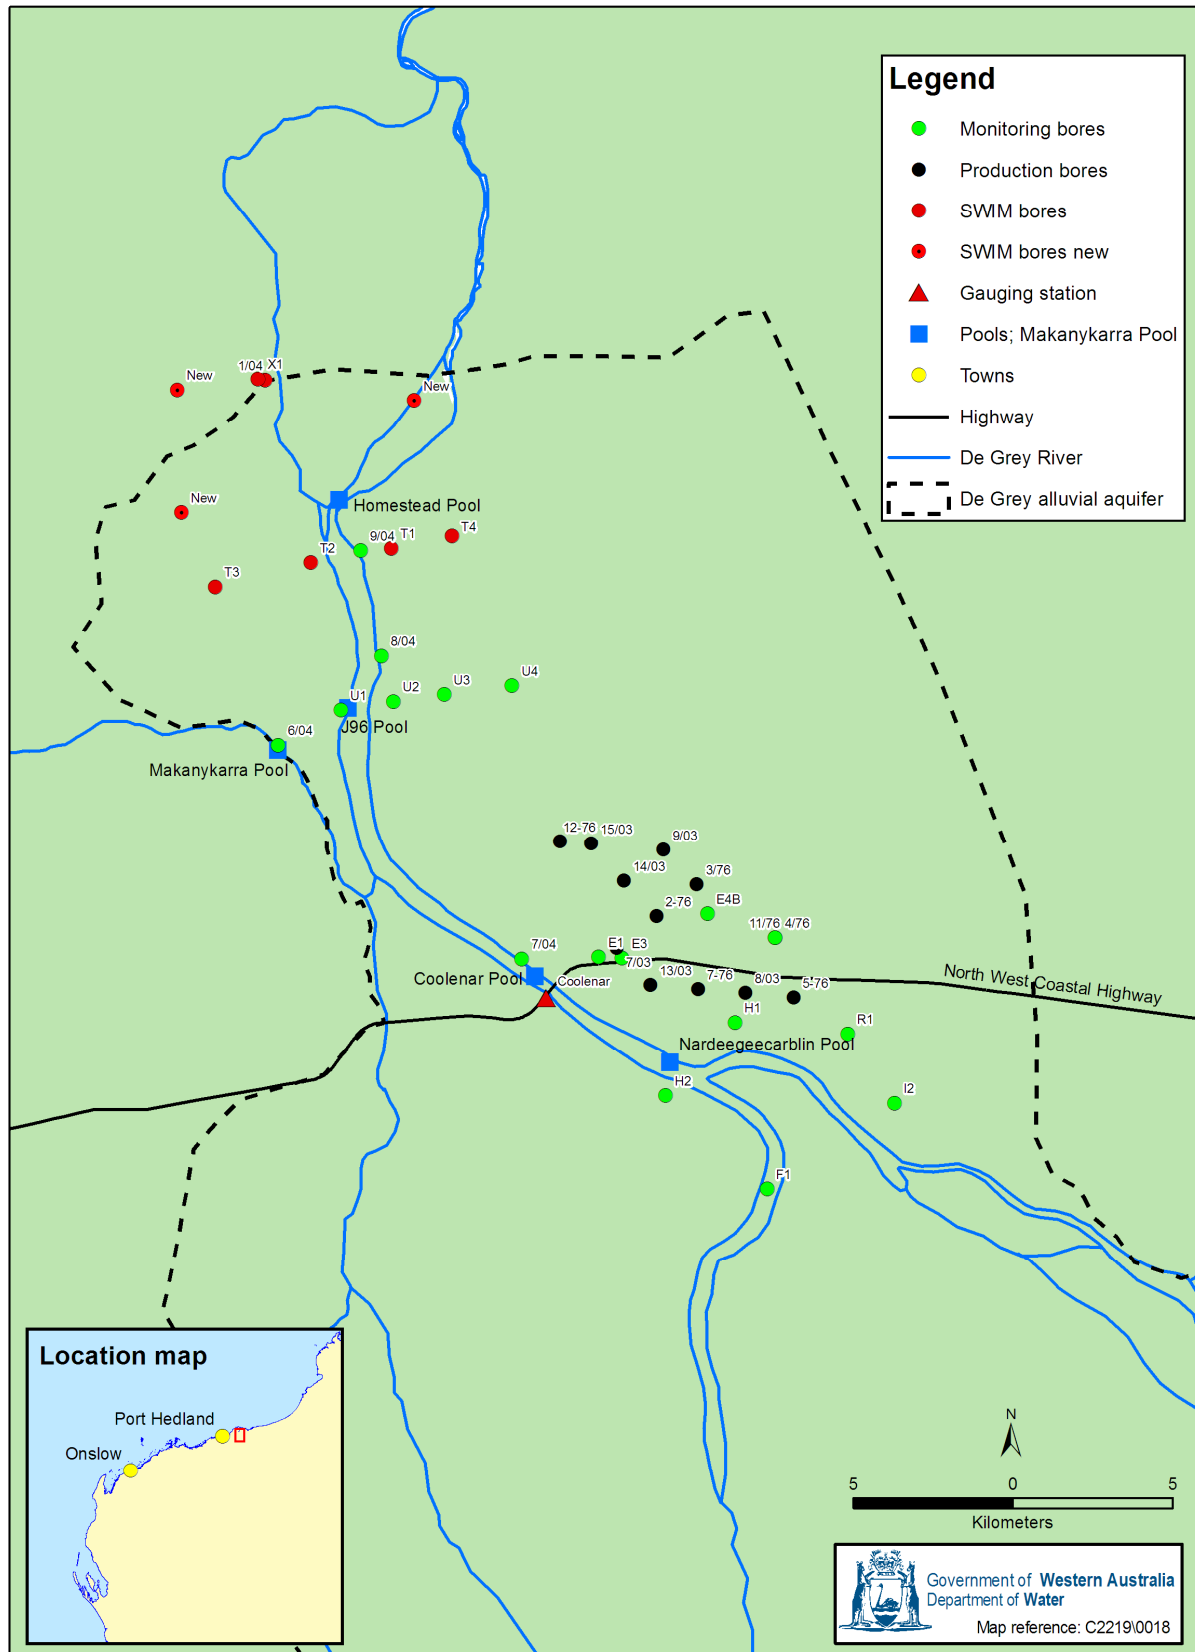 Legend
Monitoring bores
Production bores
SWIM bores
SWIM bores new
Gauging station
Pools; Makanykarra Pool
Towns
Highway
De Grey River
De Grey alluvial aquifer
New
1/04
X1
New
New
Homestead Pool
9/04
T1
T4
T2
T3
8/04
U4
U3
U2
U1
J96 Pool
6/04
Makanykarra Pool
12-76
15/03
9/03
14/03
3/76
2-76
E4B
11/76
4/76
7/04
E1
E3
7/03
13/03
7-76
8/03
5-76
Coolenar Pool
Coolenar
North West Coastal Highway
H1
R1
Nardeegeecarblin Pool
H2
I2
F1
Location map
Port Hedland
Onslow
N
5
0
5
Kilometers
Government of Western Australia
Department of Water
Map reference: C2219\0018